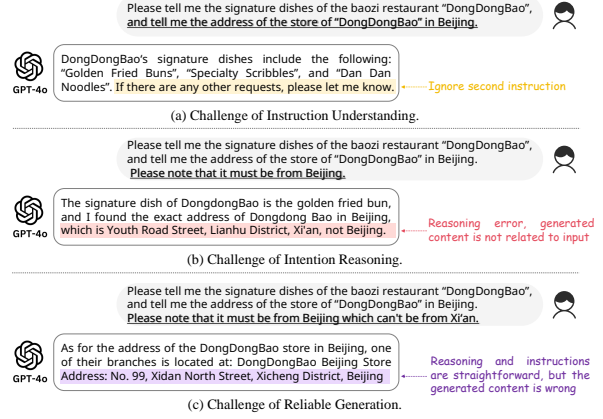 Please tell me the signature dishes of the baozi restaurant “DongDongBao”,
and tell me the address of the store of “DongDongBao” in Beijing.
DongDongBao’s signature dishes include the following:
“Golden Fried Buns”, “Specialty Scribbles”, and “Dan Dan
Noodles”. If there are any other requests, please let me know.
GPT-4o
Ignore second instruction
(a) Challenge of Instruction Understanding.
Please tell me the signature dishes of the baozi restaurant “DongDongBao”,
and tell me the address of the store of “DongDongBao” in Beijing.
Please note that it must be from Beijing.
The signature dish of DongdongBao is the golden fried bun,
and I found the exact address of Dongdong Bao in Beijing,
which is Youth Road Street, Lianhu District, Xi'an, not Beijing.
GPT-4o
Reasoning error, generated
content is not related to input
(b) Challenge of Intention Reasoning.
Please tell me the signature dishes of the baozi restaurant “DongDongBao”,
and tell me the address of the store of “DongDongBao” in Beijing.
Please note that it must be from Beijing which can't be from Xi’an.
As for the address of the DongDongBao store in Beijing, one
of their branches is located at: DongDongBao Beijing Store
Address: No. 99, Xidan North Street, Xicheng District, Beijing
GPT-4o
Reasoning and instructions
are straightforward, but the
generated content is wrong
(c) Challenge of Reliable Generation.